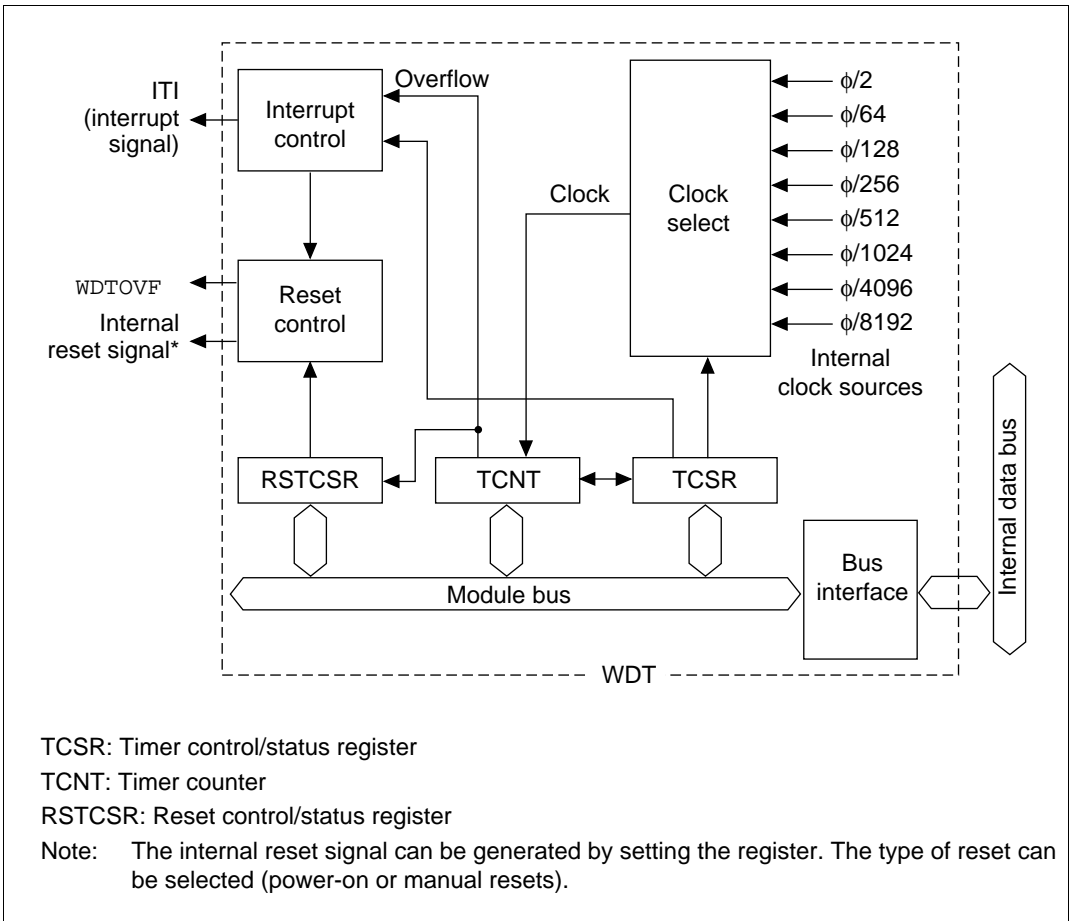 ITI
(interrupt
signal)
Interrupt
control
Overflow
Clock
Clock
select
ϕ/2
ϕ/64
ϕ/128
ϕ/256
ϕ/512
ϕ/1024
ϕ/4096
ϕ/8192
Internal
clock sources
WDTOVF
Internal
reset signal*
Reset
control
RSTCSR
TCNT
TCSR
Module bus
Bus
interface
Internal data bus
WDT
TCSR: Timer control/status register
TCNT: Timer counter
RSTCSR: Reset control/status register
Note: The internal reset signal can be generated by setting the register. The type of reset can
be selected (power-on or manual resets).